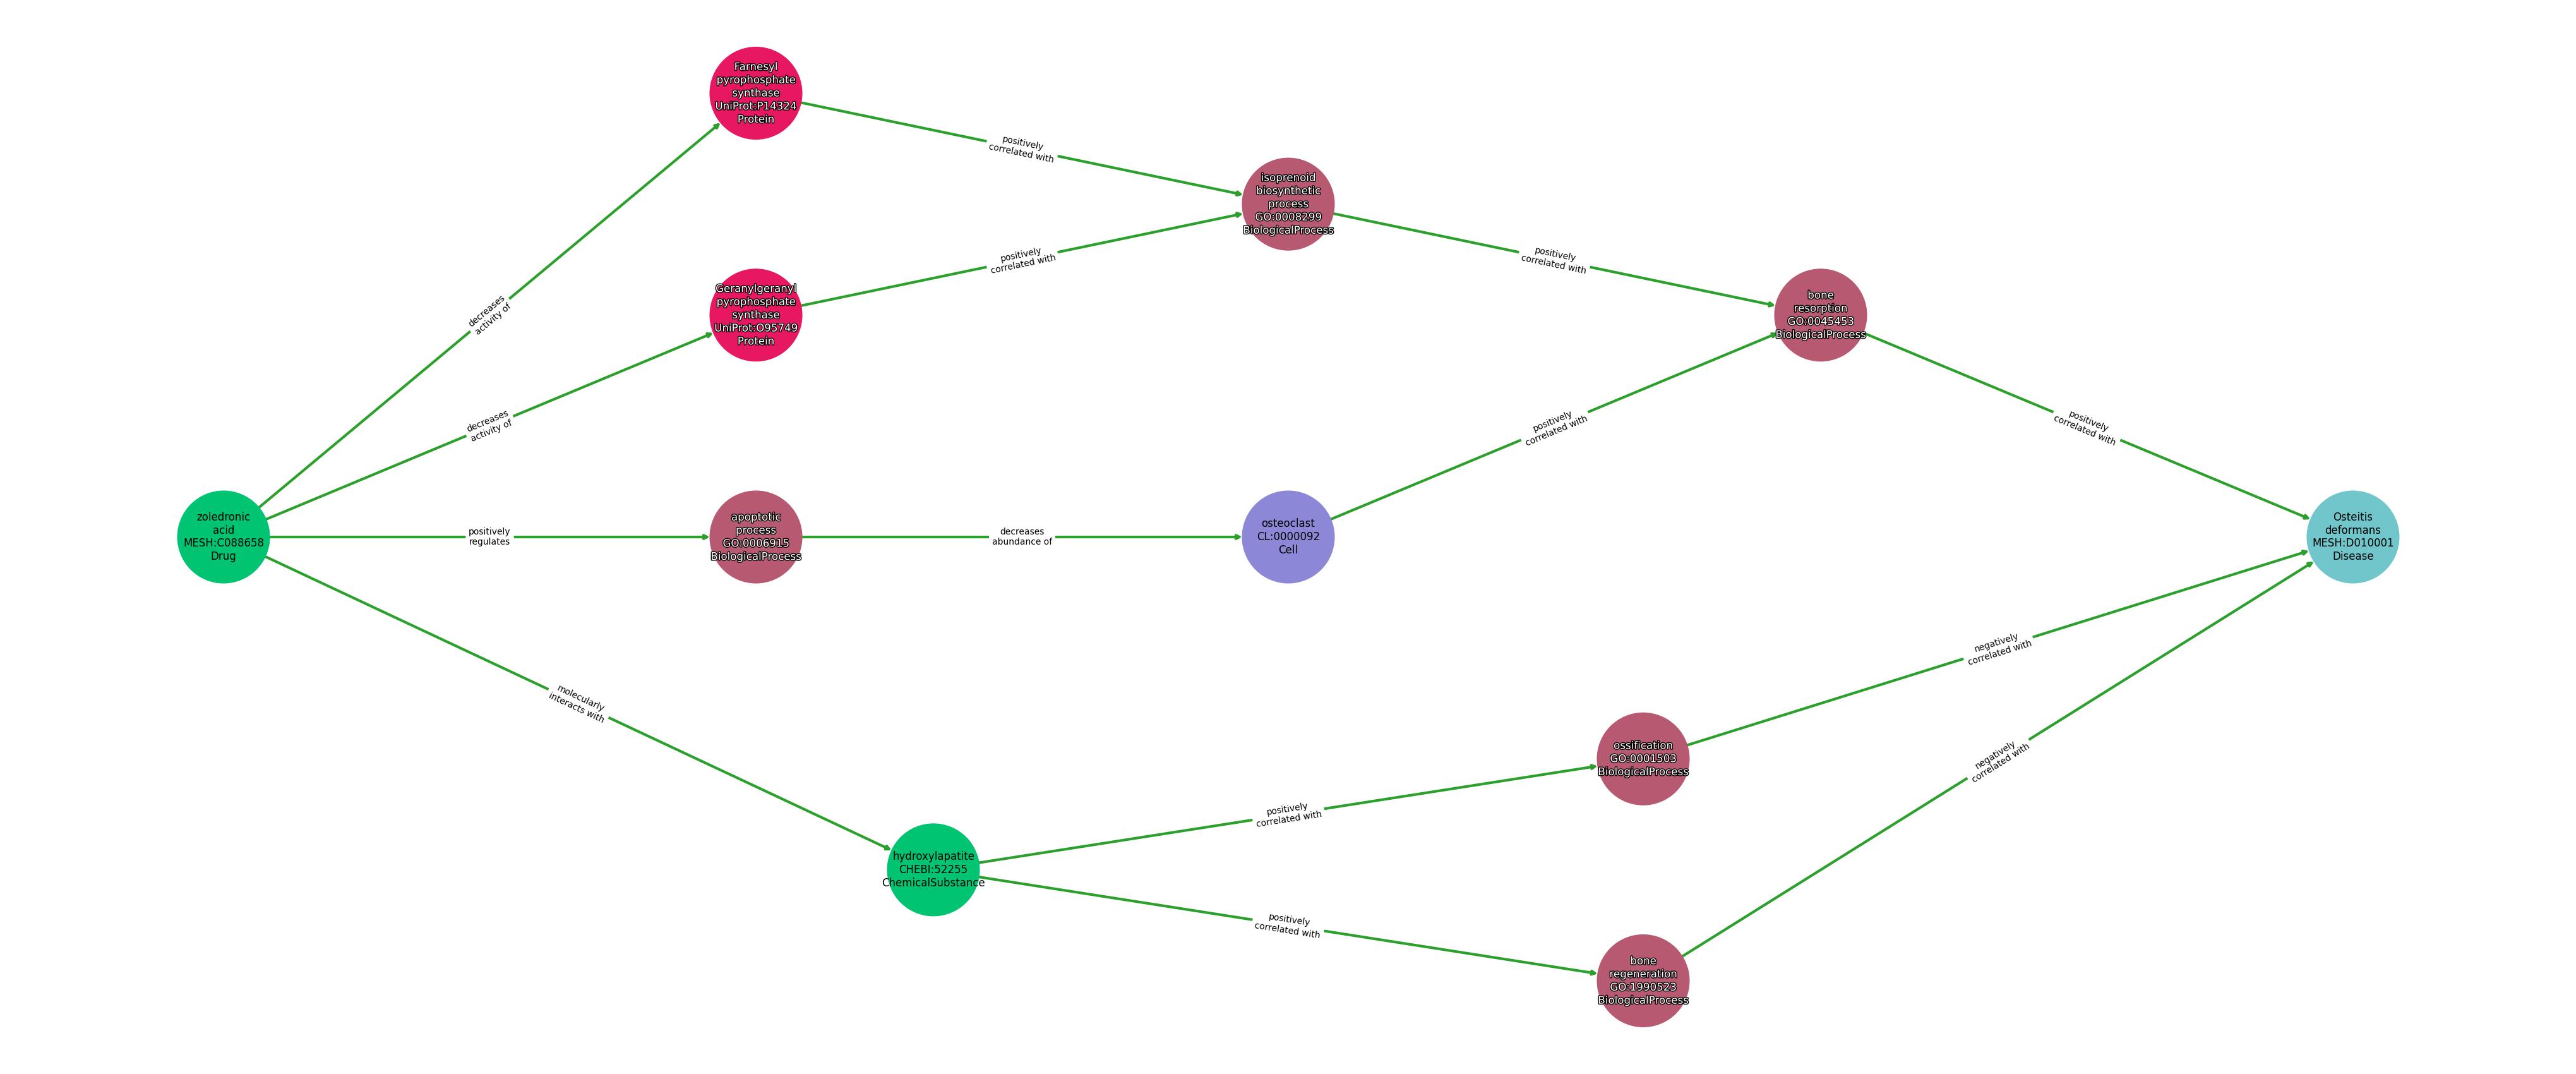 Farnesyl
pyrophosphate
synthase
UniProt:P14324
Protein
positively
correlated with
isoprenoid
biosynthetic
process
GO:0008299
BiologicalProcess
decreases
activity of
Geranylgeranyl
pyrophosphate
synthase
UniProt:O95749
Protein
positively
correlated with
positively
correlated with
bone
resorption
GO:0045453
BiologicalProcess
decreases
activity of
positively
correlated with
positively
correlated with
zoledronic
acid
MESH:C088658
Drug
positively
regulates
apoptotic
process
GO:0006915
BiologicalProcess
decreases
abundance of
osteoclast
CL:0000092
Cell
Osteitis
deformans
MESH:D010001
Disease
molecularly
interacts with
negatively
correlated with
ossification
GO:0001503
BiologicalProcess
negatively
correlated with
positively
correlated with
hydroxylapatite
CHEBI:52255
ChemicalSubstance
positively
correlated with
bone
regeneration
GO:1990523
BiologicalProcess